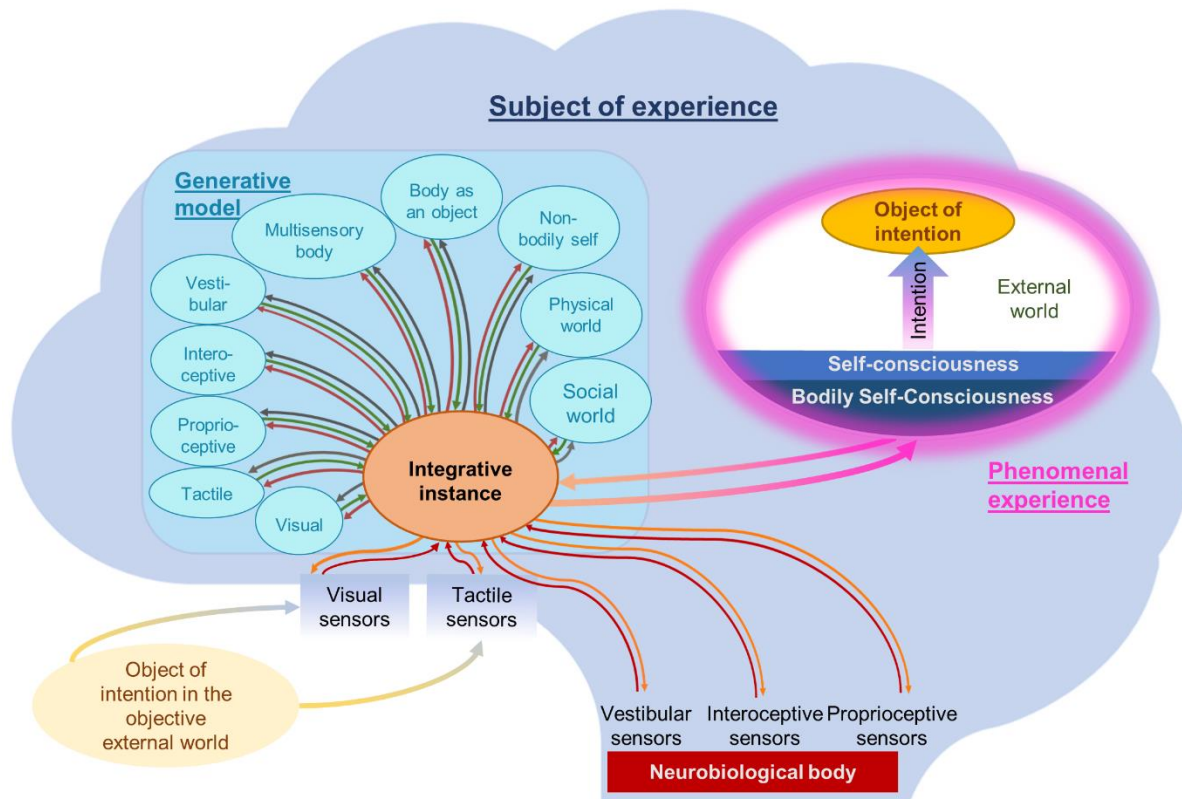 Subject of experience
Generative
model
Multisensory
body
Body as
an object
Non-
bodily self
Vesti-
bular
Physical
world
Intero-
ceptive
Social
world
Proprio-
ceptive
Tactile
Visual
Integrative
instance
Object of
intention
Intention
External
world
Self-consciousness
Bodily Self-Consciousness
Phenomenal
experience
Visual
sensors
Tactile
sensors
Object of
intention in the
objective
external world
Vestibular
sensors
Interoceptive
sensors
Proprioceptive
sensors
Neurobiological body